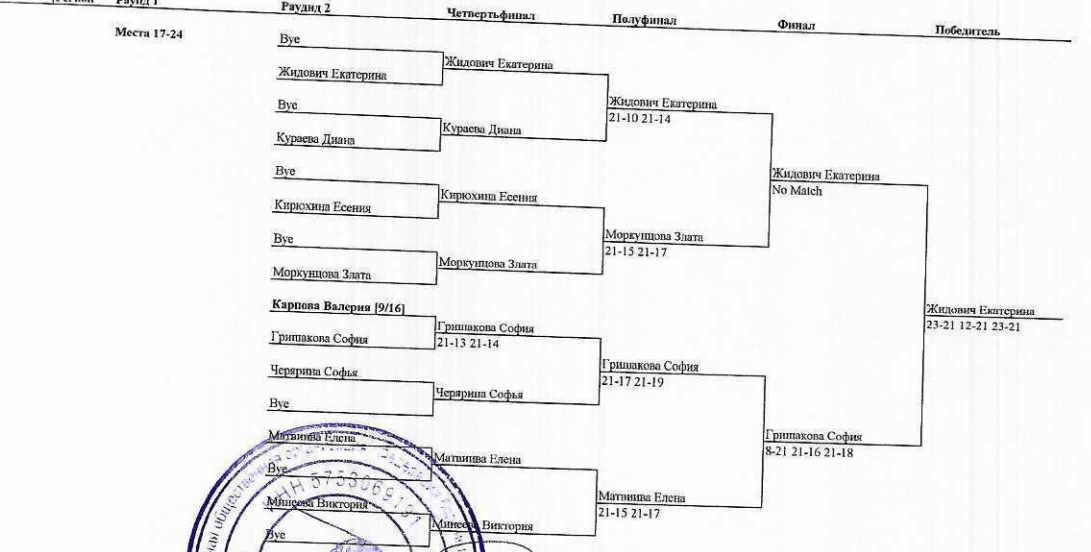 Раунд 1 Раундд 2 Четвертьфинал Полуфинал Финал Победитель
Места 17-24
Bye
Жидович Екатерина
Жидович Екатерина
Bye
Кураева Диана
Кураева Диана
Жидович Екатерина
21-10 21-14
Bye
Кирюхина Есения
Кирюхина Есения
Bye
Моркунцова Злата
Моркунцова Злата
Моркунцова Злата
21-15 21-17
Жидович Екатерина
No Match
Карпова Валерия [9/16]
Гришакова София
Гришакова София
21-13 21-14
Черярина Софья
Bye
Черярина Софья
Гришакова София
21-17 21-19
Матвиива Елена
Bye
Матвиива Елена
Минеева Виктория
Bye
Минеева Виктория
Матвиива Елена
21-15 21-17
Гришакова София
8-21 21-16 21-18
Жидович Екатерина
23-21 12-21 23-21
ИНН 5753069191